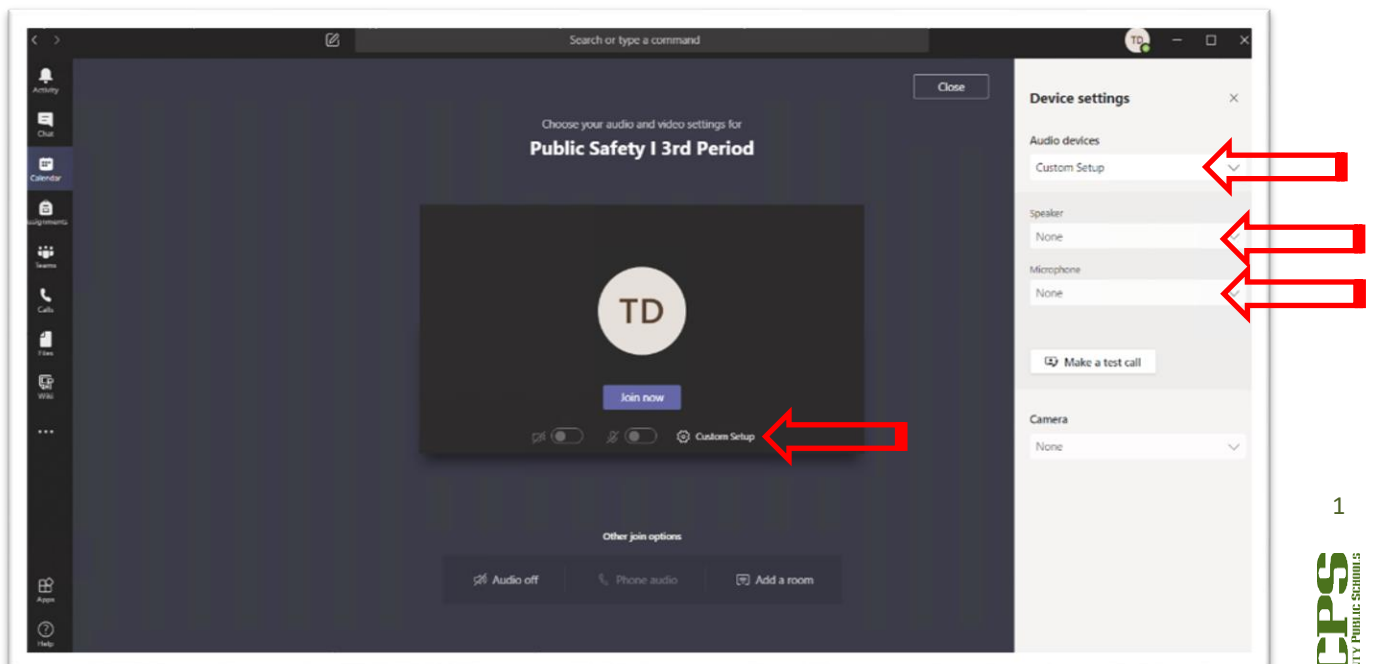 Search or type a command
TD
Activity
Chat
Calendar
Assignments
Teams
Calls
Files
Wiki
Apps
Help
Close
Choose your audio and video settings for
Public Safety I 3rd Period
TD
Join now
Custom Setup
Other join options
Audio off
Phone audio
Add a room
Device settings
Audio devices
Custom Setup
Speaker
None
Microphone
None
Make a test call
Camera
None
1
CPS
TY PUBLIC SCHOOLS